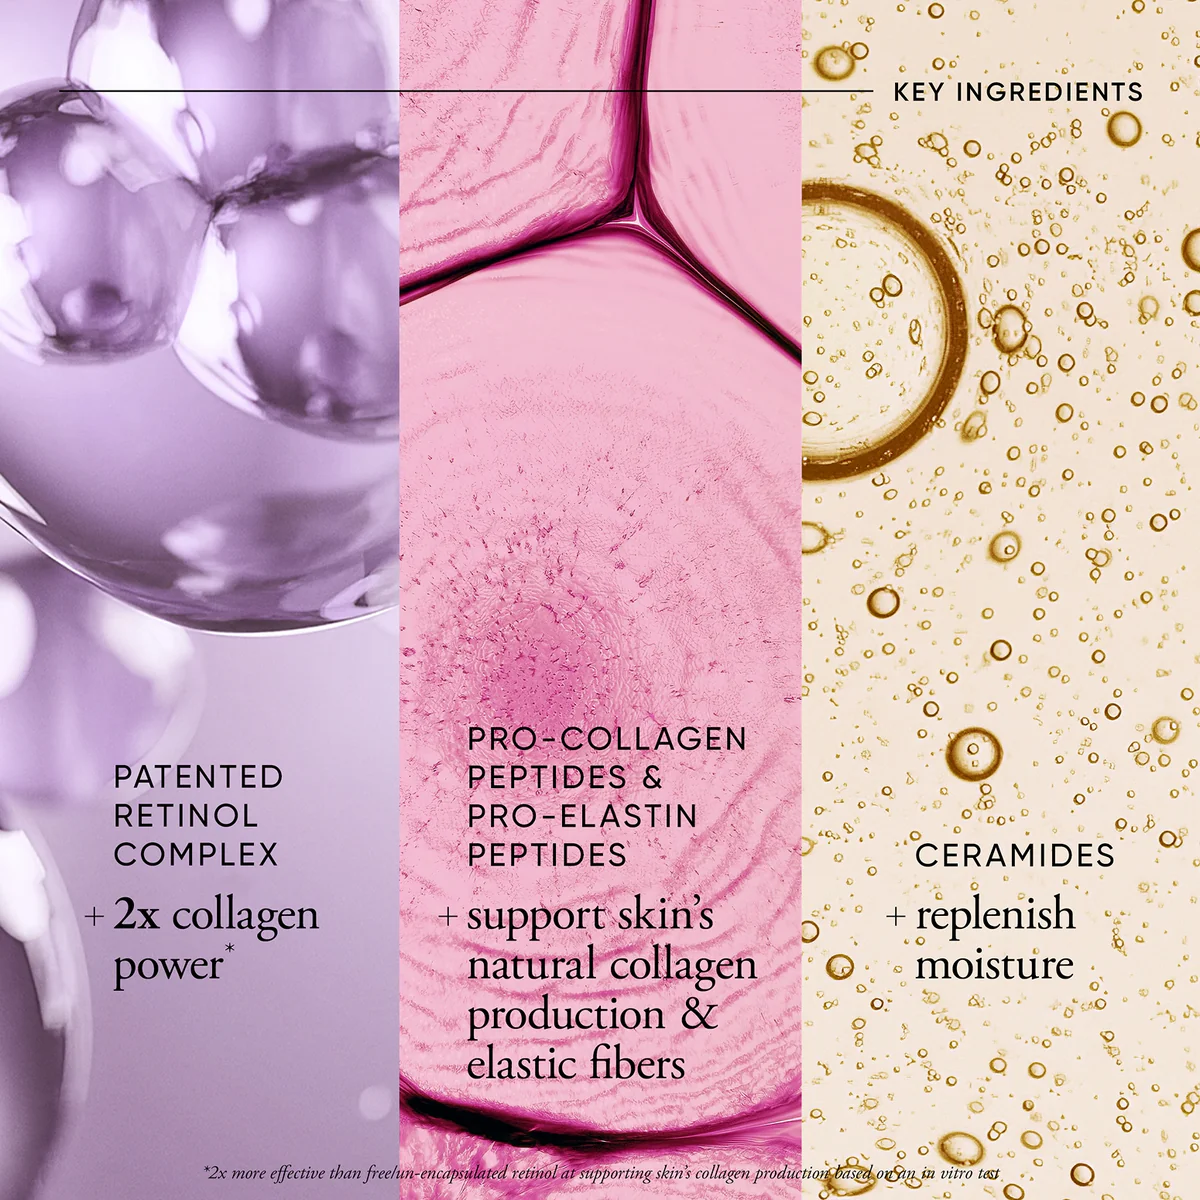 KEY INGREDIENTS
PATENTED
RETINOL
COMPLEX
+ 2x collagen
power*
PRO-COLLAGEN
PEPTIDES &
PRO-ELASTIN
PEPTIDES
+ support skin's
natural collagen
production &
elastic fibers
CERAMIDES
+ replenish
moisture
*2x more effective than free/un-encapsulated retinol at supporting skin's collagen production based on an in vitro test